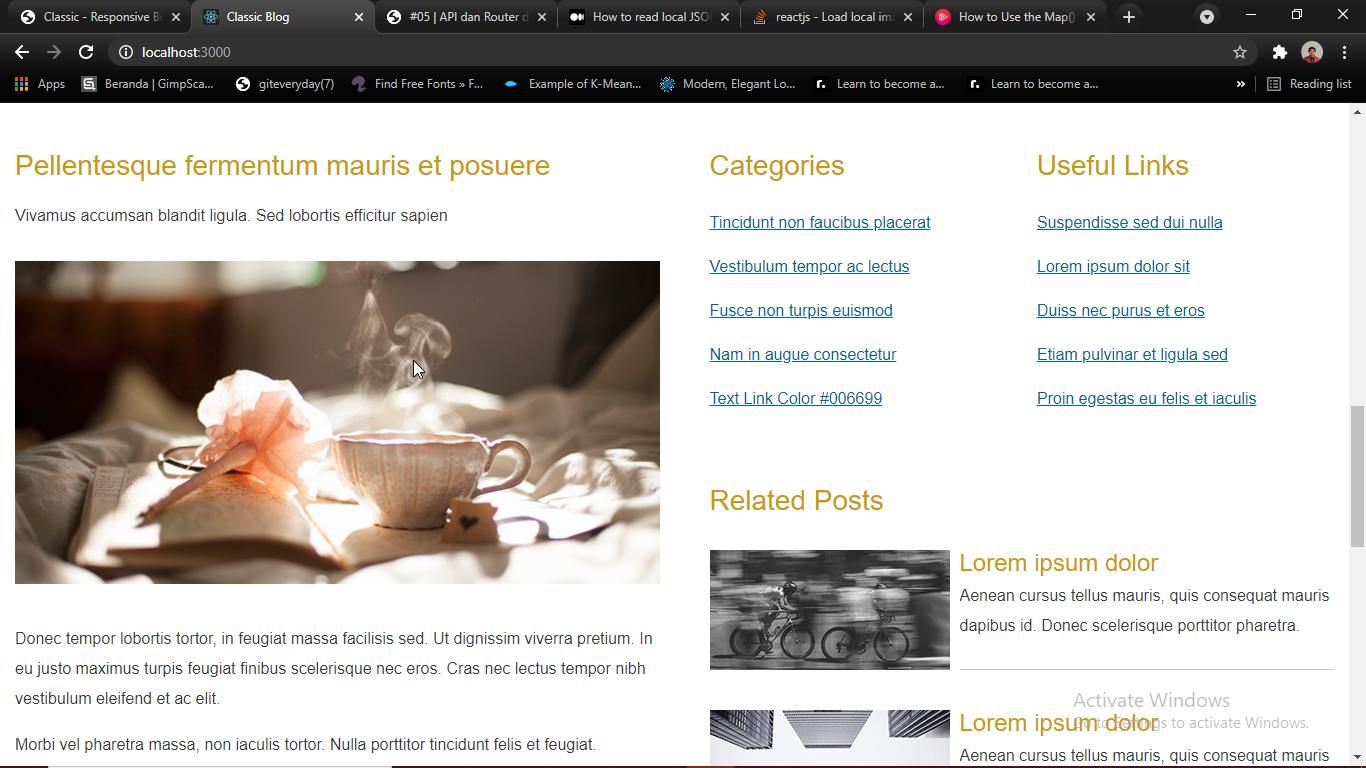 Classic - Responsive Bo
Classic Blog
#05 | API dan Router d
How to read local JSO
reactjs - Load local ima
How to Use the Map()
localhost:3000
Apps
Beranda | GimpSca...
giteveryday(7)
Find Free Fonts » F...
Example of K-Mean...
Modern, Elegant Lo...
Learn to become a...
Learn to become a...
»
Reading list
Pellentesque fermentum mauris et posuere
Vivamus accumsan blandit ligula. Sed lobortis efficitur sapien
Donec tempor lobortis tortor, in feugiat massa facilisis sed. Ut dignissim viverra pretium. In
eu justo maximus turpis feugiat finibus scelerisque nec eros. Cras nec lectus tempor nibh
vestibulum eleifend et ac elit.
Morbi vel pharetra massa, non iaculis tortor. Nulla porttitor tincidunt felis et feugiat.
Categories
Tincidunt non faucibus placerat
Vestibulum tempor ac lectus
Fusce non turpis euismod
Nam in augue consectetur
Text Link Color #006699
Useful Links
Suspendisse sed dui nulla
Lorem ipsum dolor sit
Duiss nec purus et eros
Etiam pulvinar et ligula sed
Proin egestas eu felis et iaculis
Related Posts
Lorem ipsum dolor
Aenean cursus tellus mauris, quis consequat mauris
dapibus id. Donec scelerisque porttitor pharetra.
Lorem ipsum dolor
Aenean cursus tellus mauris, quis consequat mauris
Activate Windows
Go to Settings to activate Windows.